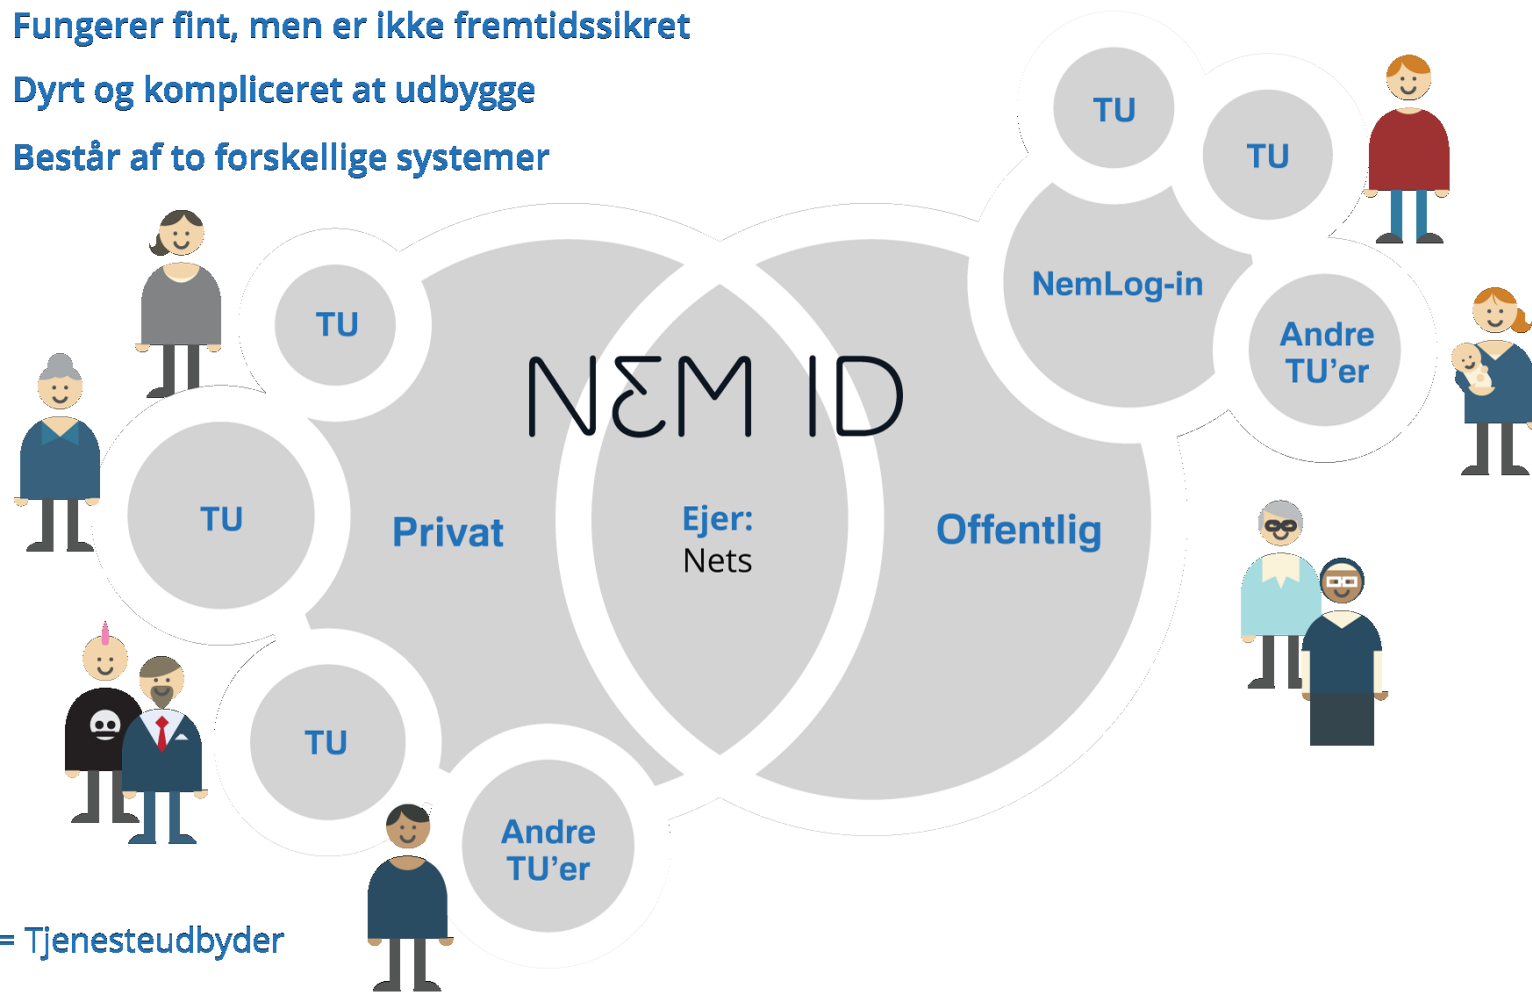 Fungerer fint, men er ikke fremtidssikret
Dyrt og kompliceret at udbygge
Består af to forskellige systemer
TU
TU
NemLog-in
Andre
TU'er
TU
NEM ID
TU
Privat
Ejer:
Nets
Offentlig
TU
Andre
TU'er
= Tjenesteudbyder